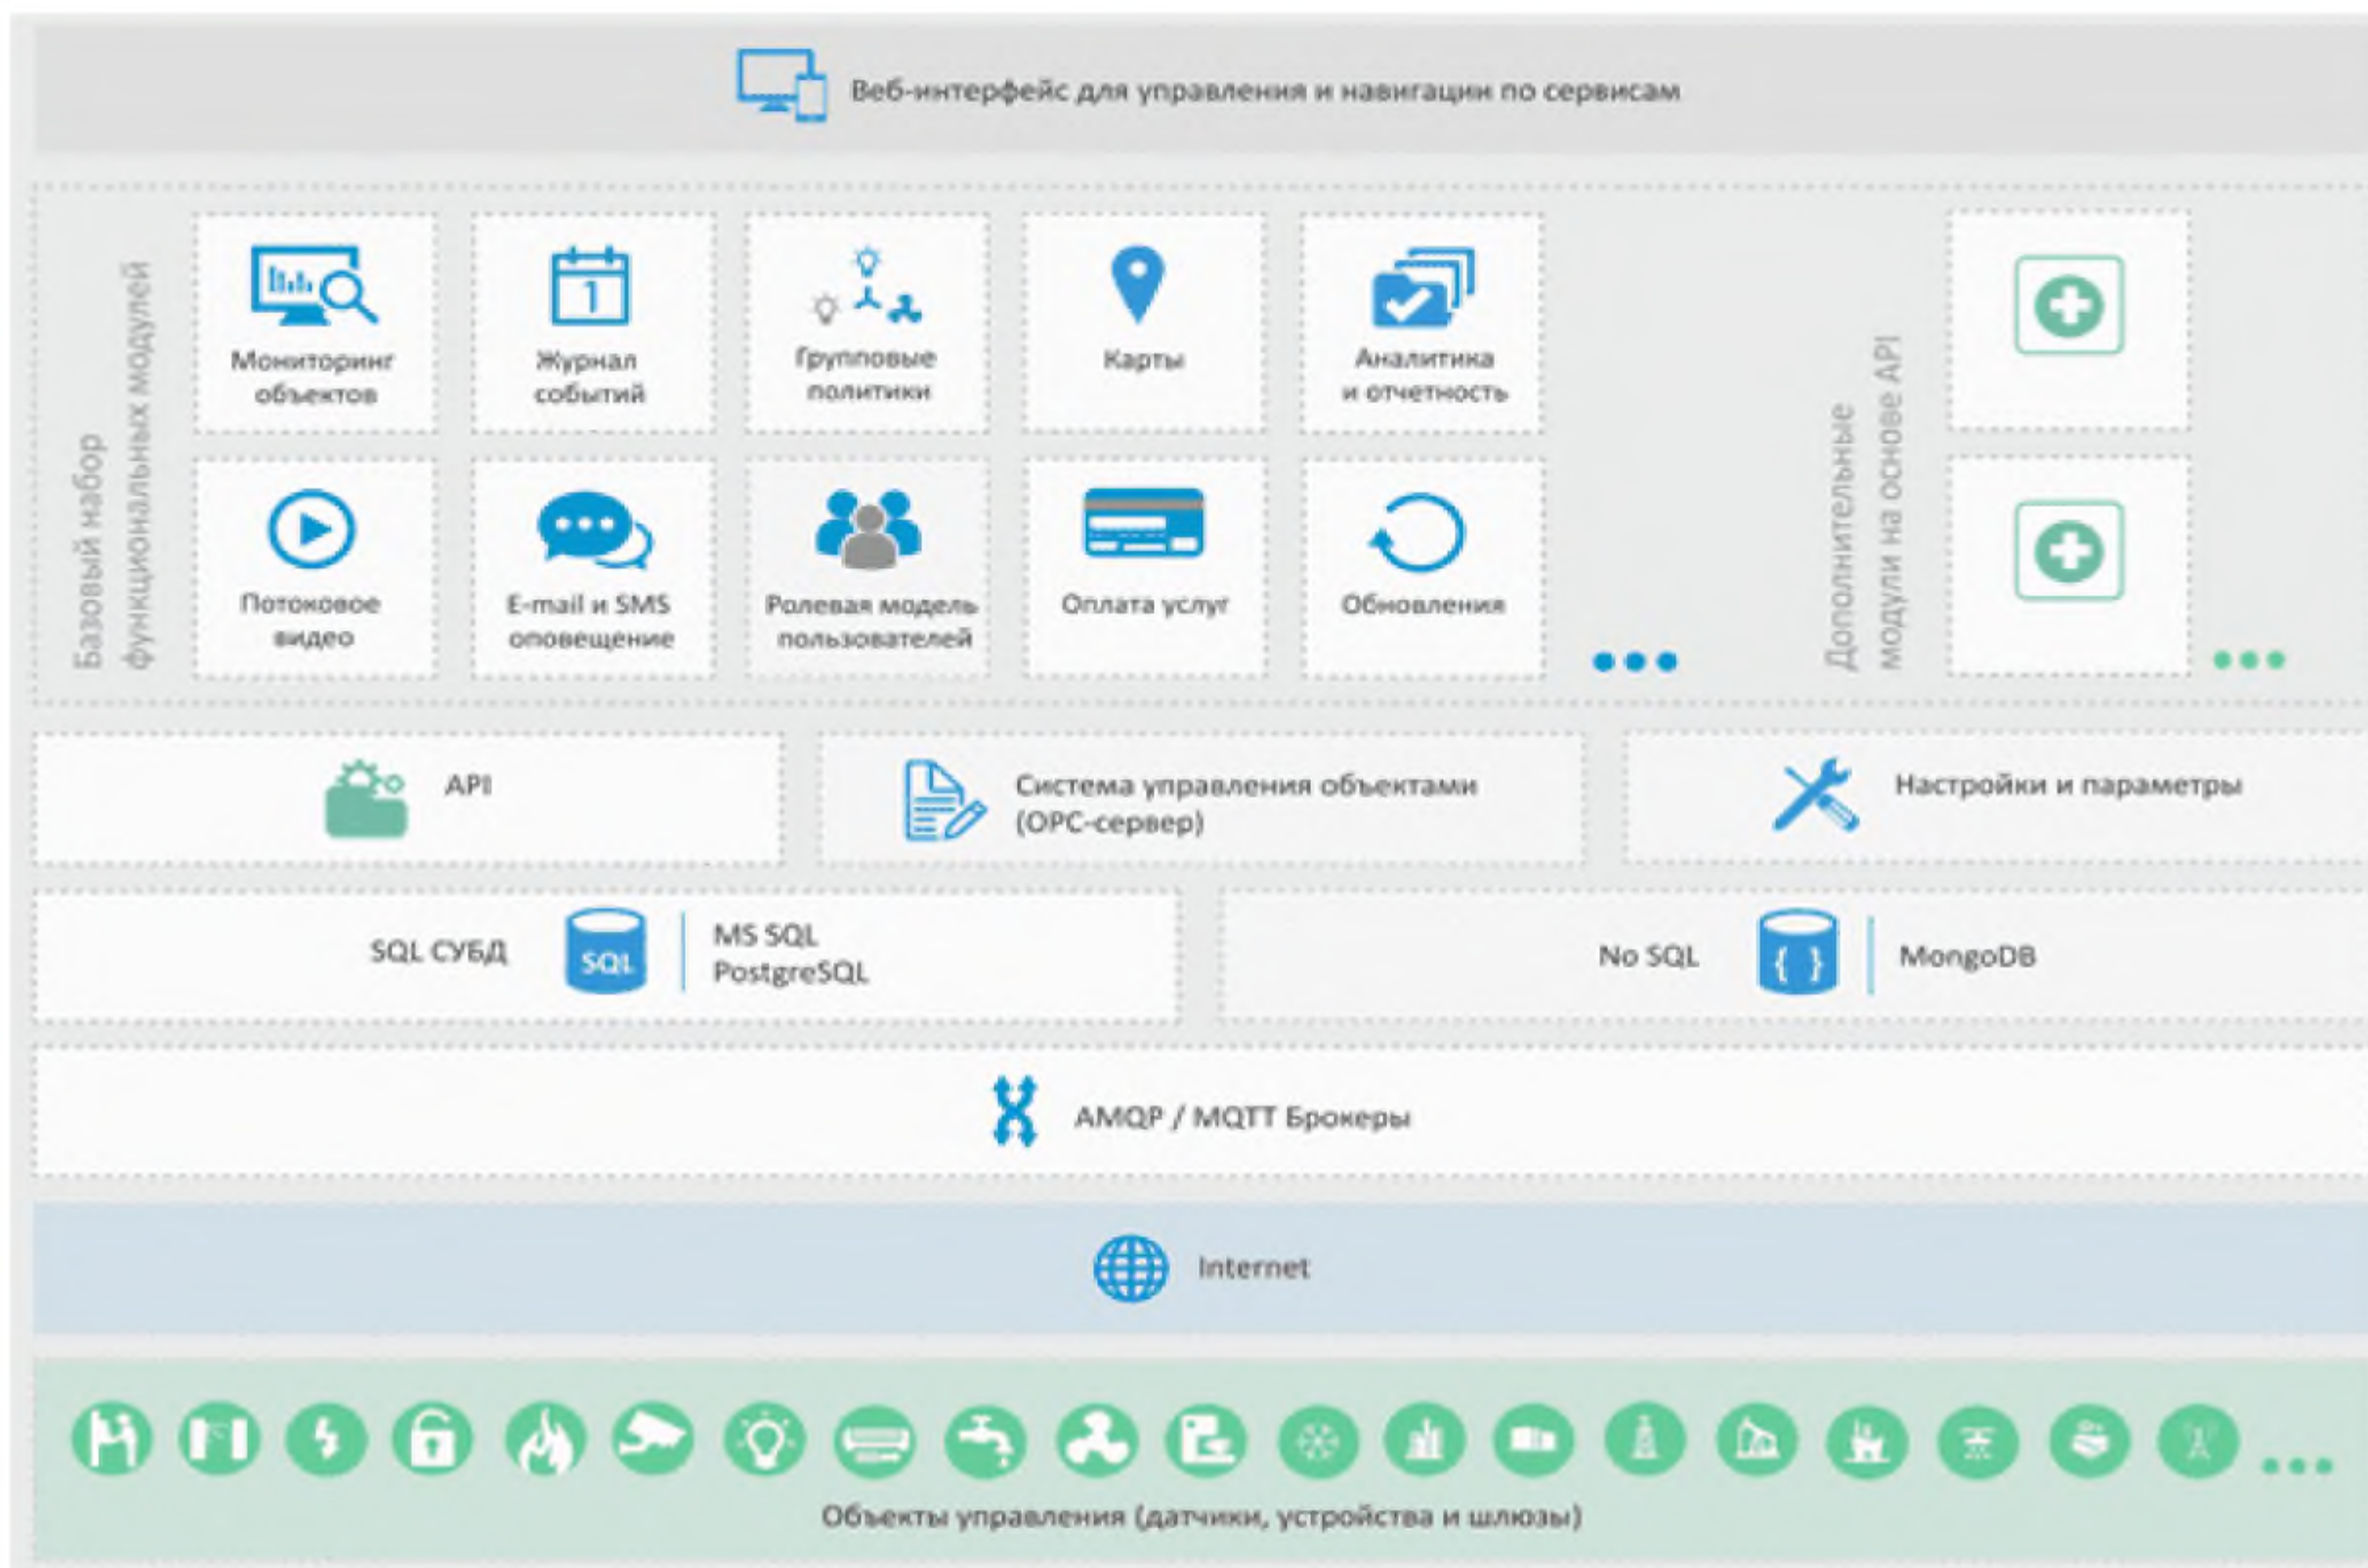 Веб-интерфейс для управления и навигации по сервисам
Базовый набор
функциональных модулей
Мониторинг
объектов
Журнал
событий
1
Групповые
политики
Карты
Аналитика
и отчетность
Потоковое
видео
E-mail и SMS
оповещение
Ролевая модель
пользователей
Оплата услуг
Обновления
Дополнительные
модули на основе API
API
Система управления объектами
(OPC-сервер)
Настройки и параметры
SQL СУБД
SQL
MS SQL
PostgreSQL
No SQL
{ }
MongoDB
AMQP / MQTT Брокеры
Internet
Объекты управления (датчики, устройства и шлюзы)